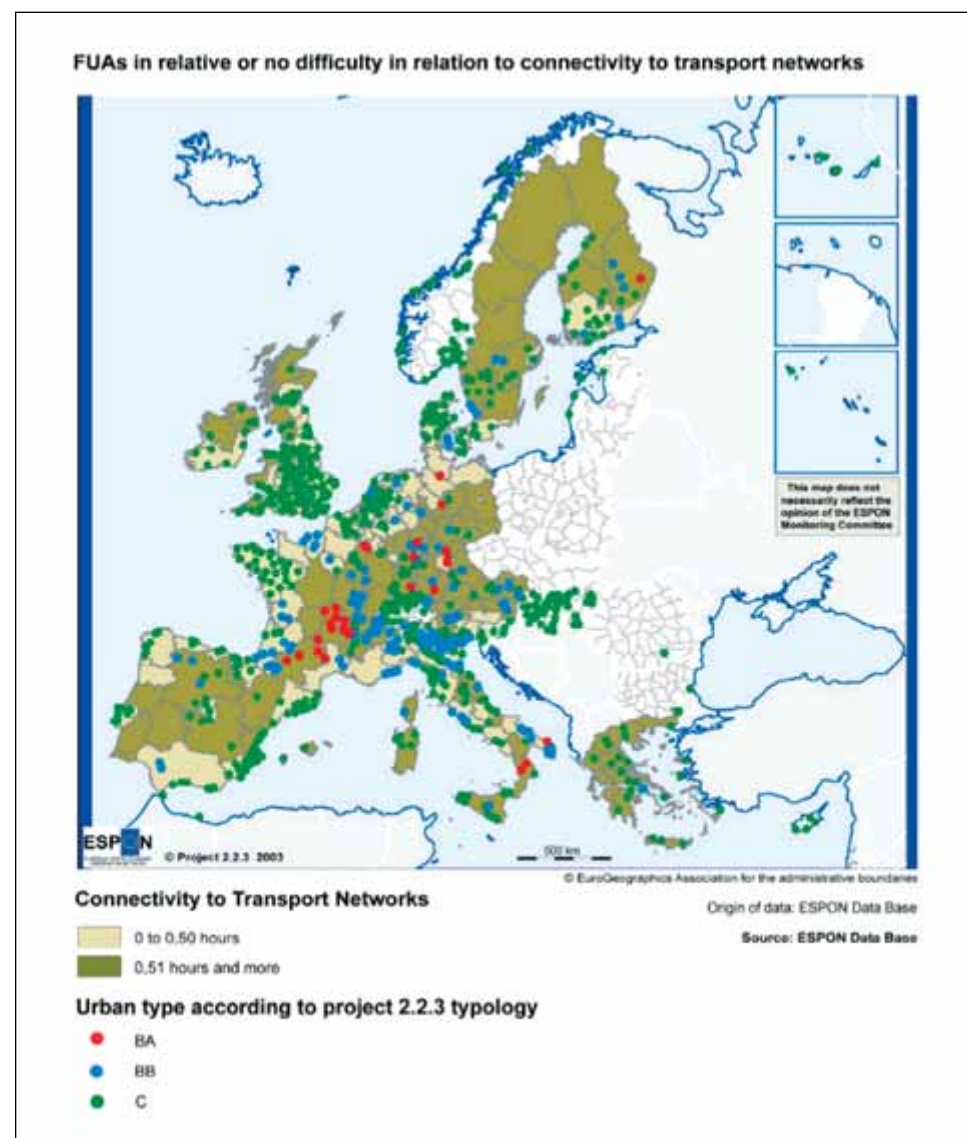 FUAs in relative or no difficulty in relation to connectivity to transport networks
This map does not
necessarily reflect the
opinion of the ESPON
Monitoring Committee
ESPON
© Project 2.2.3 2003
500 km
© EuroGeographics Association for the administrative boundaries
Connectivity to Transport Networks
Origin of data: ESPON Data Base
0 to 0,50 hours
Source: ESPON Data Base
0,51 hours and more
Urban type according to project 2.2.3 typology
BA
BB
C